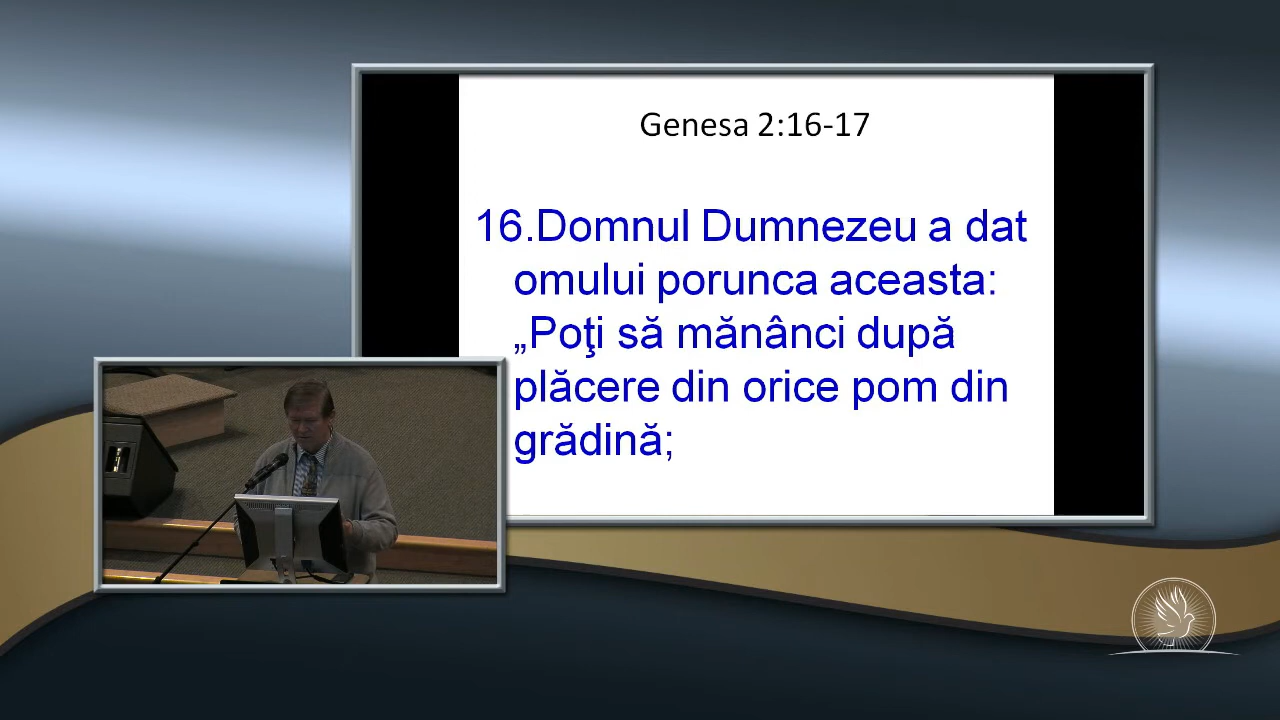 Genesa 2:16-17
16.Domnul Dumnezeu a dat
omului porunca aceasta:
„Poţi să mănânci după
plăcere din orice pom din
grădină;